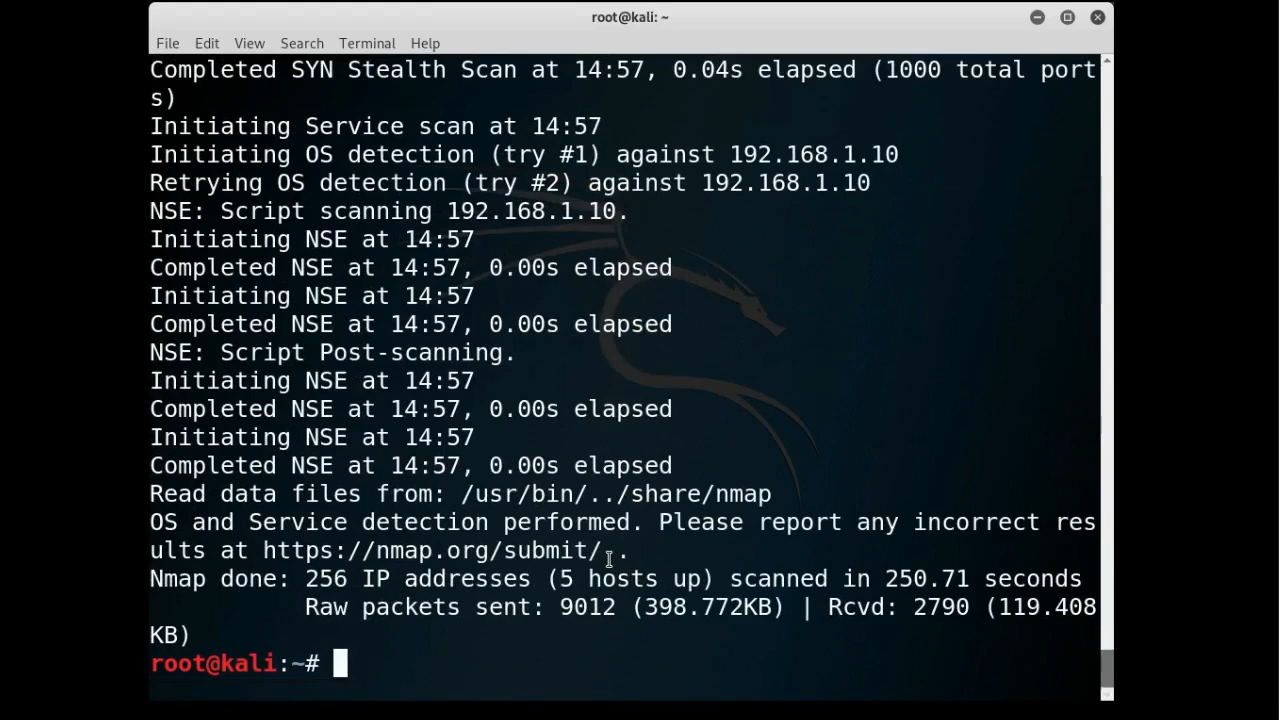 root@kali: ~
File Edit View Search Terminal Help
Completed SYN Stealth Scan at 14:57, 0.04s elapsed (1000 total port
s)
Initiating Service scan at 14:57
Initiating OS detection (try #1) against 192.168.1.10
Retrying OS detection (try #2) against 192.168.1.10
NSE: Script scanning 192.168.1.10.
Initiating NSE at 14:57
Completed NSE at 14:57, 0.00s elapsed
Initiating NSE at 14:57
Completed NSE at 14:57, 0.00s elapsed
NSE: Script Post-scanning.
Initiating NSE at 14:57
Completed NSE at 14:57, 0.00s elapsed
Initiating NSE at 14:57
Completed NSE at 14:57, 0.00s elapsed
Read data files from: /usr/bin/../share/nmap
OS and Service detection performed. Please report any incorrect res
ults at https://nmap.org/submit/ .
Nmap done: 256 IP addresses (5 hosts up) scanned in 250.71 seconds
Raw packets sent: 9012 (398.772KB) | Rcvd: 2790 (119.408
KB)
root@kali:~#